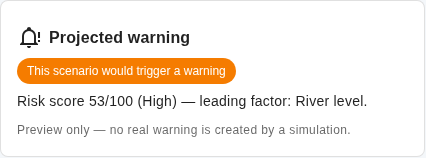 Projected warning
This scenario would trigger a warning
Risk score 53/100 (High) — leading factor: River level.
Preview only — no real warning is created by a simulation.